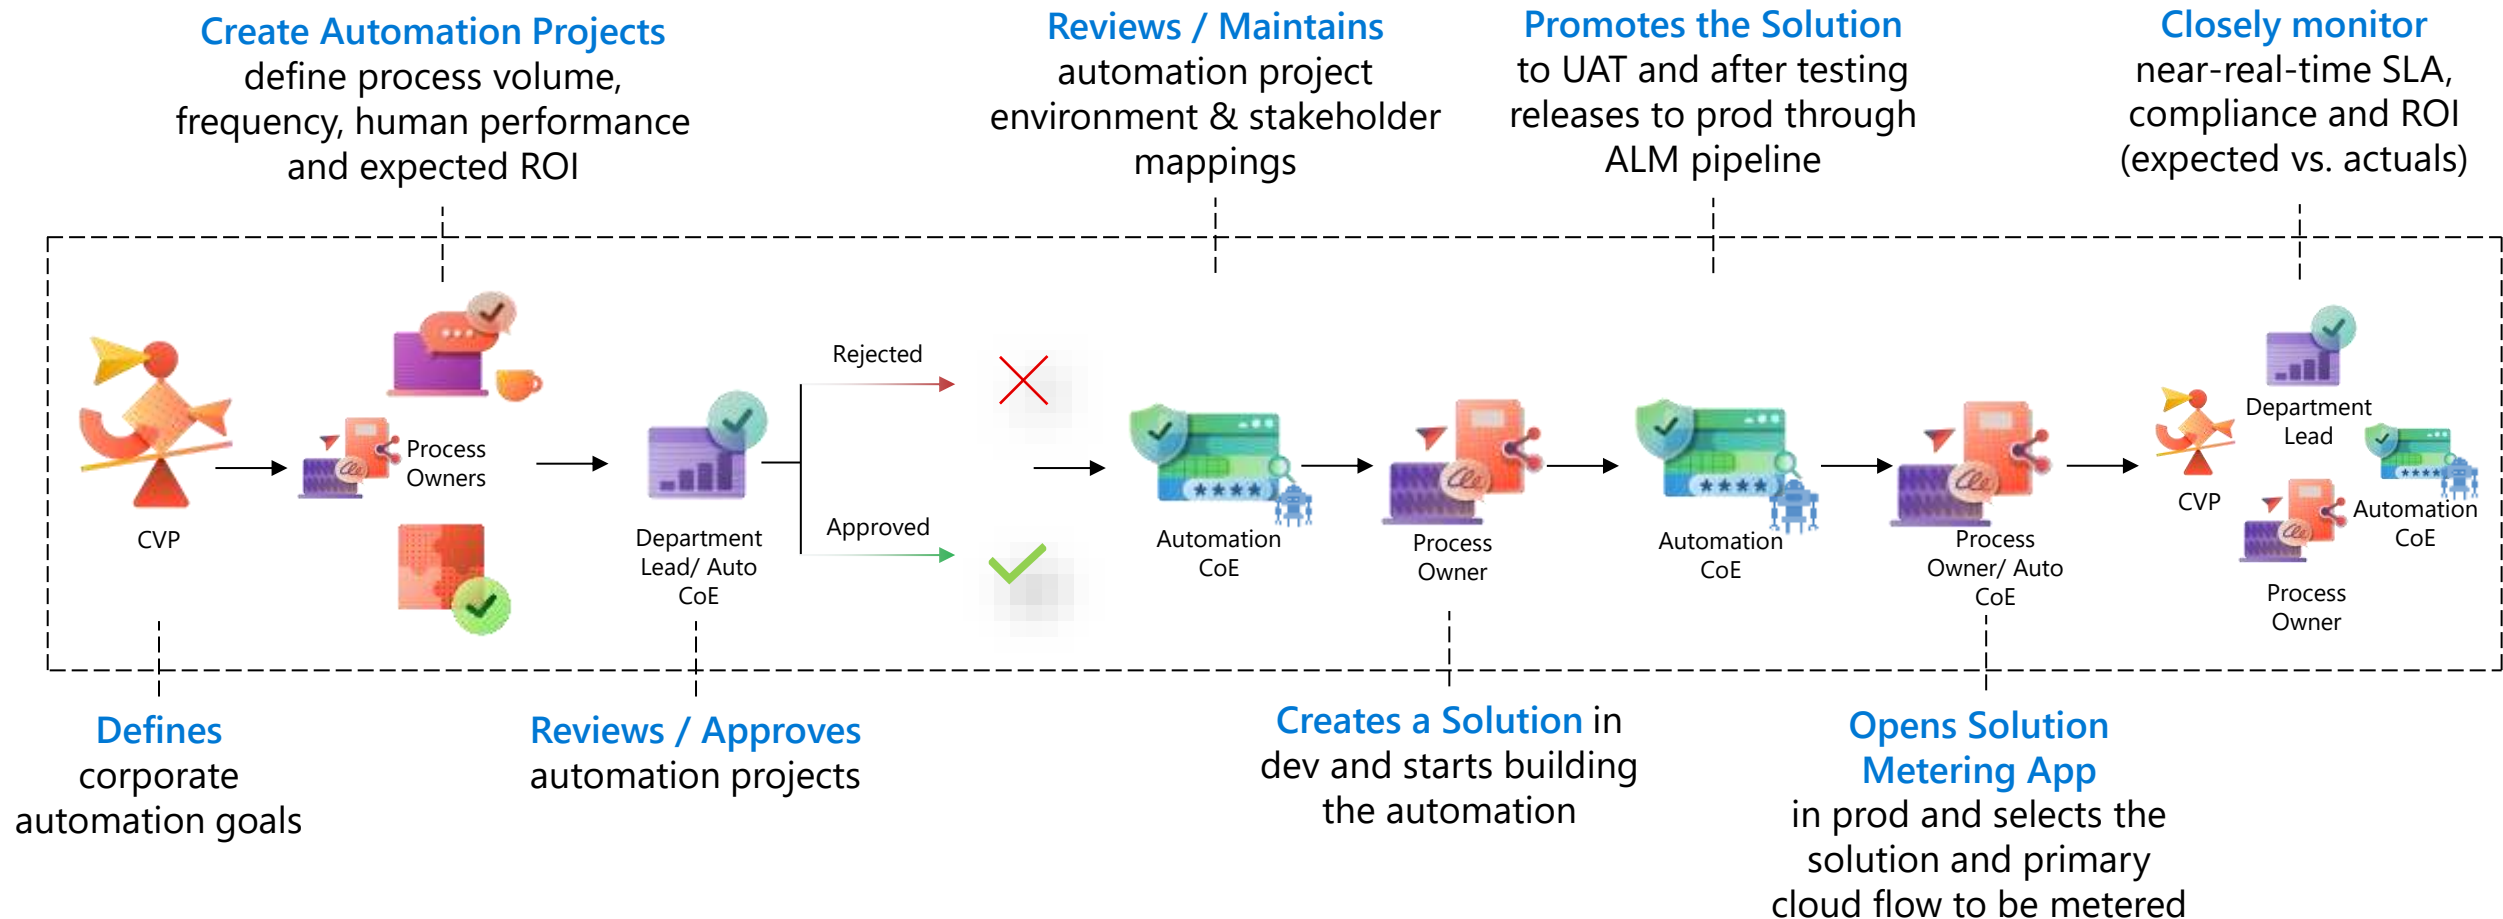 Create Automation Projects
define process volume,
frequency, human performance
and expected ROI
Reviews / Maintains
automation project
environment & stakeholder
mappings
Promotes the Solution
to UAT and after testing
releases to prod through
ALM pipeline
Closely monitor
near-real-time SLA,
compliance and ROI
(expected vs. actuals)
CVP
Process
Owners
Department
Lead/ Auto
CoE
Rejected
Approved
Automation
CoE
Process
Owner
Automation
CoE
Process
Owner/ Auto
CoE
Department
Lead
CVP
Automation
CoE
Process
Owner
Defines
corporate
automation goals
Reviews / Approves
automation projects
Creates a Solution in
dev and starts building
the automation
Opens Solution
Metering App
in prod and selects the
solution and primary
cloud flow to be metered